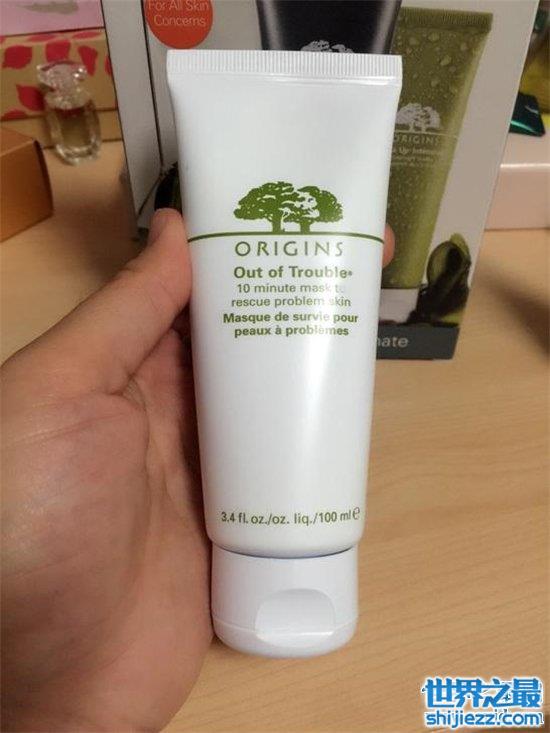 For All Skin
Concerns
ORIGINS
ORIGINS
Out of Trouble®
10 minute mask to
rescue problem skin
Masque de survie pour
peaux à problèmes
3.4 fl. oz./oz. liq./100 ml ℮
世界之最
shijiezz!.com